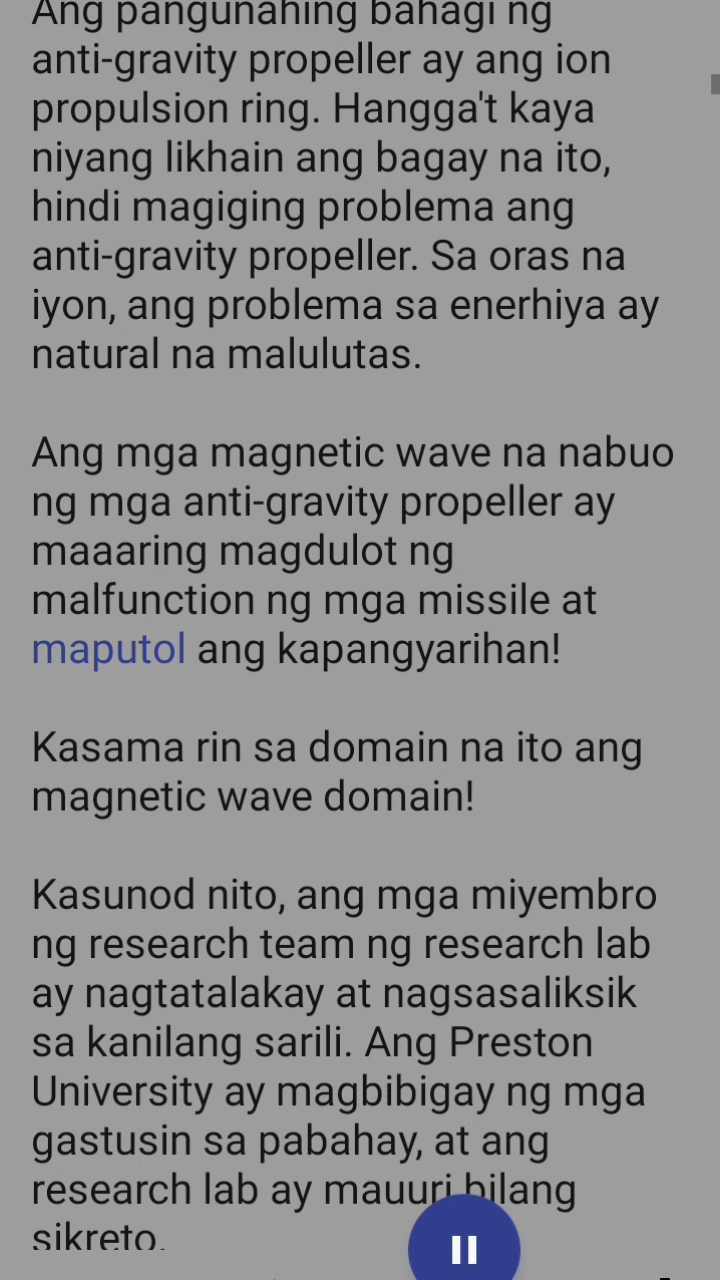 Ang pangunahing bahagi ng
anti-gravity propeller ay ang ion
propulsion ring. Hangga't kaya
niyang likhain ang bagay na ito,
hindi magiging problema ang
anti-gravity propeller. Sa oras na
iyon, ang problema sa enerhiya ay
natural na malulutas.
Ang mga magnetic wave na nabuo
ng mga anti-gravity propeller ay
maaaring magdulot ng
malfunction ng mga missile at
maputol ang kapangyarihan!
Kasama rin sa domain na ito ang
magnetic wave domain!
Kasunod nito, ang mga miyembro
ng research team ng research lab
ay nagtatalakay at nagsasaliksik
sa kanilang sarili. Ang Preston
University ay magbibigay ng mga
gastusin sa pabahay, at ang
research lab ay mauuri bilang
sikreto.